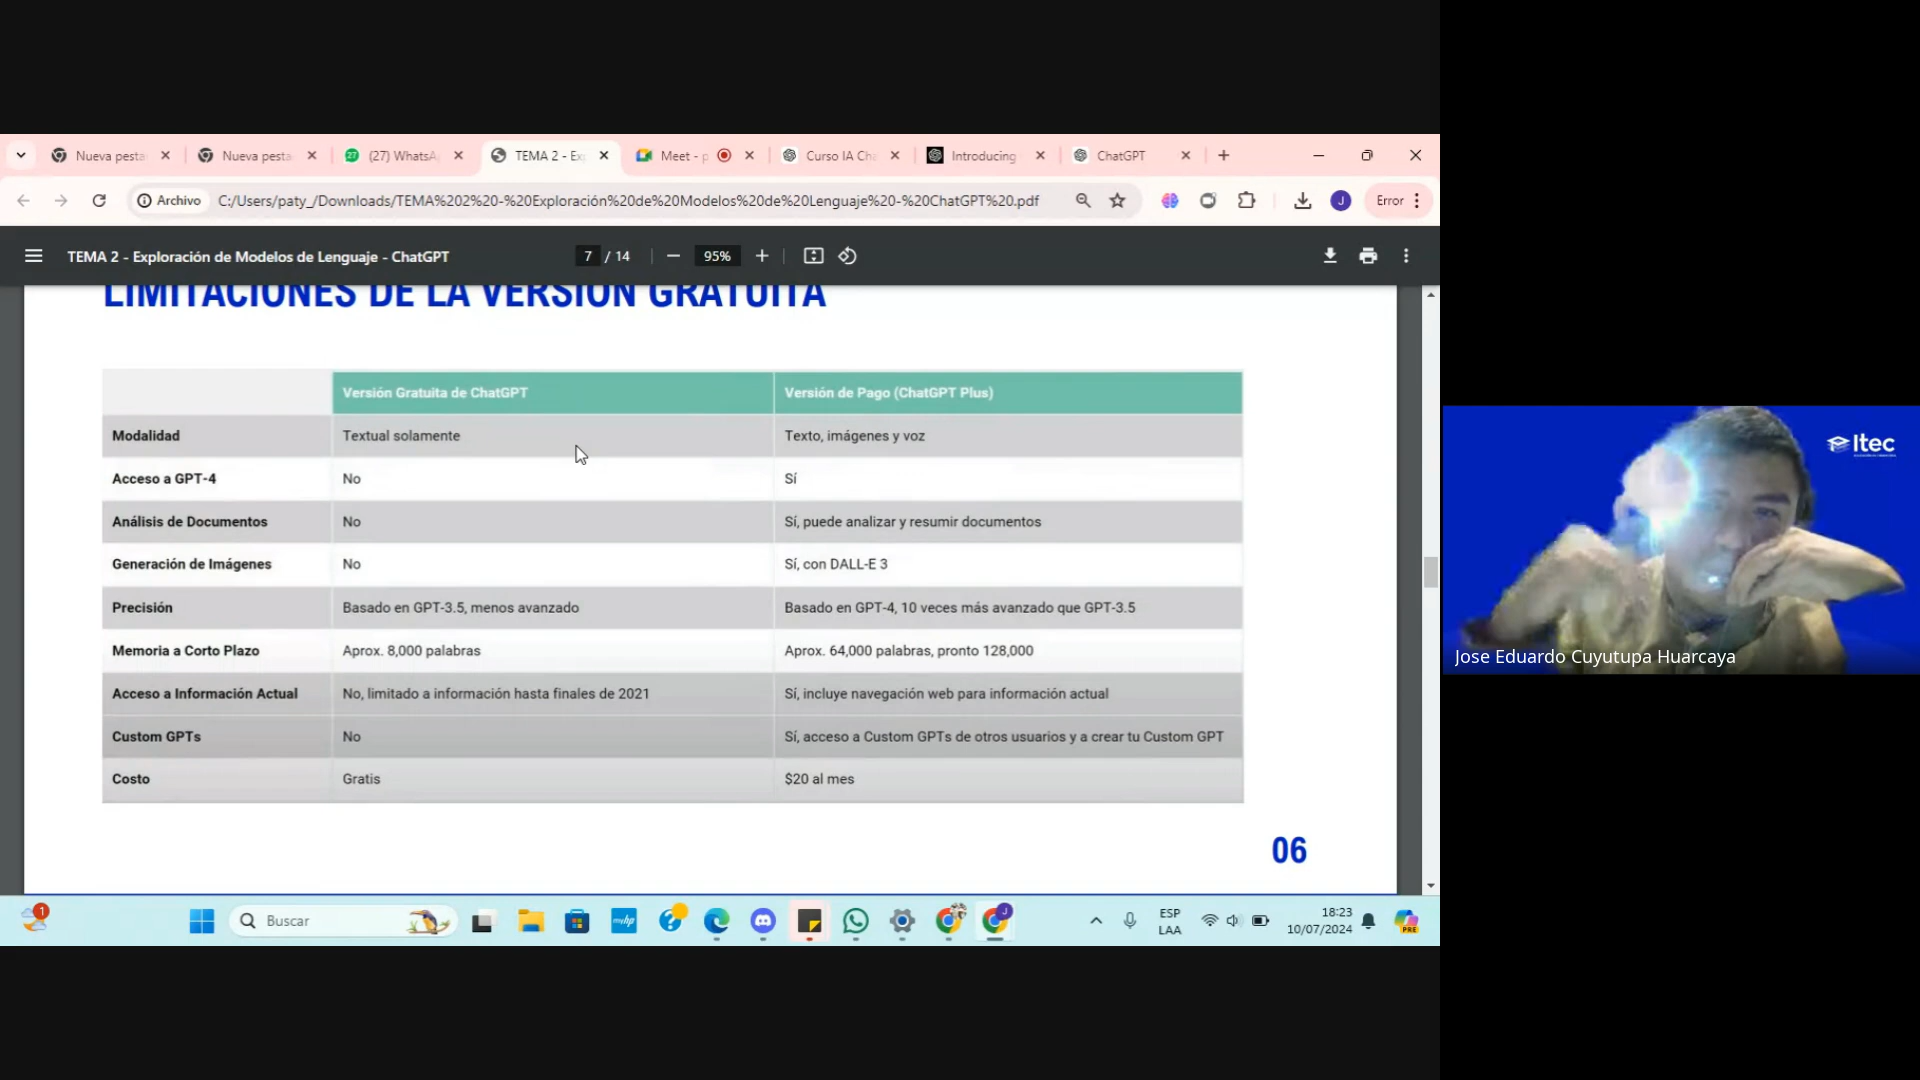 Nueva pesta
Nueva pesta
(27) WhatsA
TEMA 2 - Ex
Meet - p
Curso IA Cha
Introducing
ChatGPT
Archivo
C:/Users/paty_/Downloads/TEMA%202%20-%20Exploración%20de%20Modelos%20de%20Lenguaje%20-%20ChatGPT%20.pdf
Error
TEMA 2 - Exploración de Modelos de Lenguaje - ChatGPT
7 / 14
95%
LIMITACIONES DE LA VERSIÓN GRATUITA
Versión Gratuita de ChatGPT
Versión de Pago (ChatGPT Plus)
Modalidad
Textual solamente
Texto, imágenes y voz
Acceso a GPT-4
No
Sí
Análisis de Documentos
No
Sí, puede analizar y resumir documentos
Generación de Imágenes
No
Sí, con DALL-E 3
Precisión
Basado en GPT-3.5, menos avanzado
Basado en GPT-4, 10 veces más avanzado que GPT-3.5
Memoria a Corto Plazo
Aprox. 8,000 palabras
Aprox. 64,000 palabras, pronto 128,000
Acceso a Información Actual
No, limitado a información hasta finales de 2021
Sí, incluye navegación web para información actual
Custom GPTs
No
Sí, acceso a Custom GPTs de otros usuarios y a crear tu Custom GPT
Costo
Gratis
$20 al mes
06
1
Buscar
myhp
J
ESP
LAA
18:23
10/07/2024
PRE
Itec
Jose Eduardo Cuyutupa Huarcaya